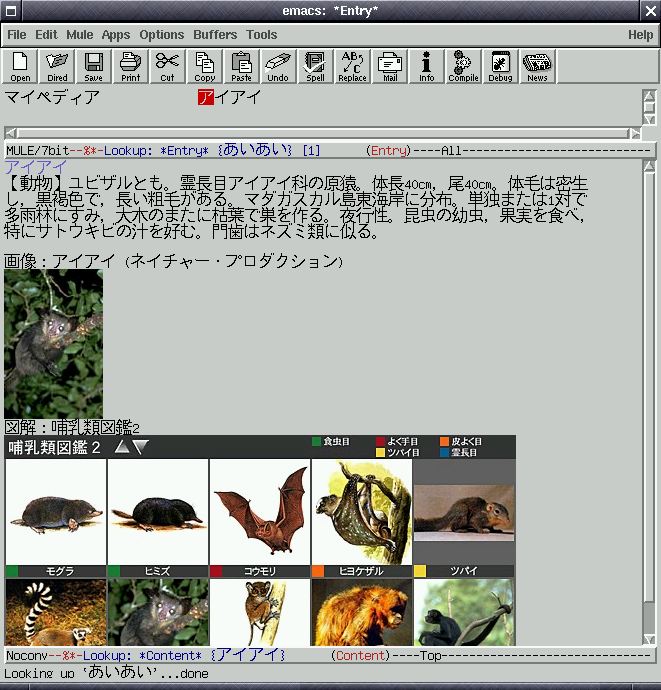 emacs: *Entry*
File Edit Mule Apps Options Buffers Tools Help
Open Dired Save Print Cut Copy Paste Undo Spell Replace Mail Info Compile Debug News
マイペディア アイアイ
MULE/7bit--%*-Lookup: *Entry* {あいあい} [1] (Entry)----All
アイアイ
【動物】ユビザルとも。霊長目アイアイ科の原猿。体長40cm，尾40cm。体毛は密生
し，黒褐色で，長い粗毛がある。マダガスカル島東海岸に分布。単独または1対で
多雨林にすみ，大木のまたに枯葉で巣を作る。夜行性。昆虫の幼虫，果実を食べ，
特にサトウキビの汁を好む。門歯はネズミ類に似る。
画像：アイアイ (ネイチャー・プロダクション)
図解：哺乳類図鑑2
哺乳類図鑑2
食虫目 よく手目 皮よく目
ツパイ目 霊長目
モグラ ヒミズ コウモリ ヒヨケザル ツパイ
Noconv--%*-Lookup: *Content* {アイアイ} (Content)----Top
Looking up `あいあい'...done